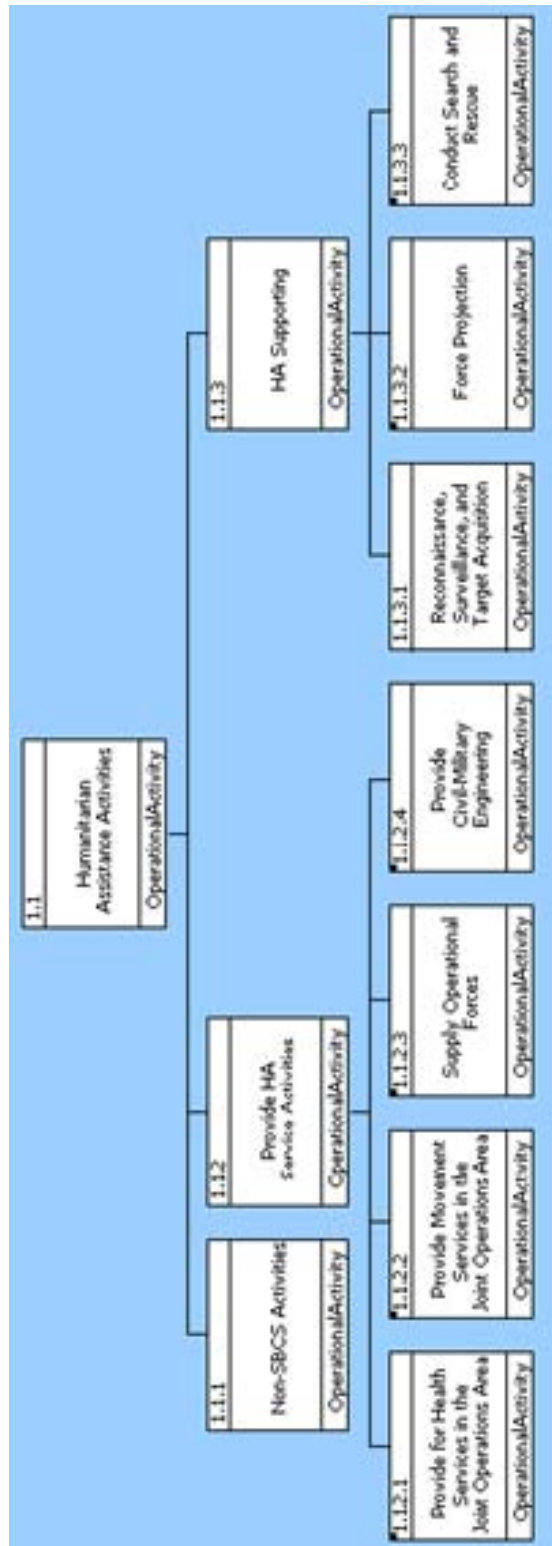 1.1
Humanitarian
Assistance Activities
OperationalActivity
1.1.1
Non-SBCS Activities
OperationalActivity
1.1.2
Provide HA
Service Activities
OperationalActivity
1.1.3
HA Supporting
OperationalActivity
1.1.2.1
Provide for Health
Services in the
Joint Operations Area
OperationalActivity
1.1.2.2
Provide Movement
Services in the
Joint Operations Area
OperationalActivity
1.1.2.3
Supply Operational
Forces
OperationalActivity
1.1.2.4
Provide
Civil-Military
Engineering
OperationalActivity
1.1.3.1
Reconnaissance,
Surveillance, and
Target Acquisition
OperationalActivity
1.1.3.2
Force Projection
OperationalActivity
1.1.3.3
Conduct Search and
Rescue
OperationalActivity